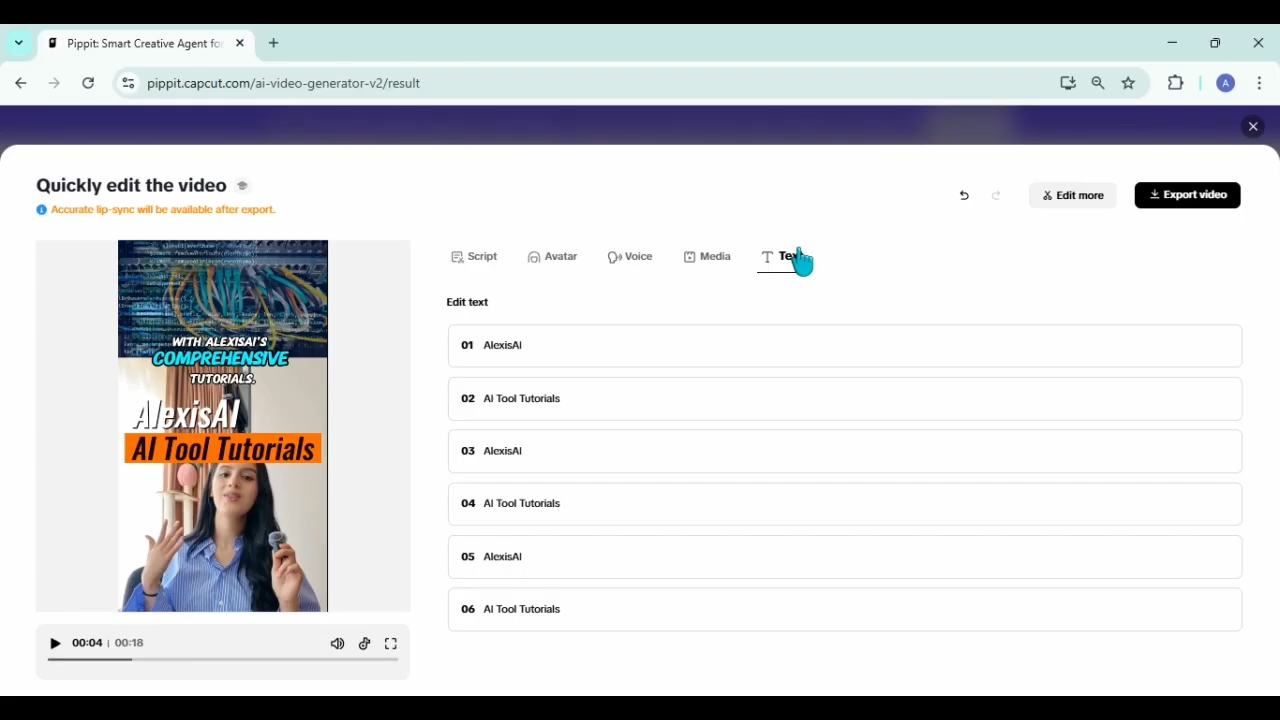 Pippit: Smart Creative Agent for
pippit.capcut.com/ai-video-generator-v2/result
A
Quickly edit the video
Accurate lip-sync will be available after export.
Edit more
Export video
Script
Avatar
Voice
Media
Edit text
01 AlexisAI
02 AI Tool Tutorials
03 AlexisAI
04 AI Tool Tutorials
05 AlexisAI
06 AI Tool Tutorials
WITH ALEXISAI'S
COMPREHENSIVE
TUTORIALS.
AlexisAI
AI Tool Tutorials
00:04 | 00:18